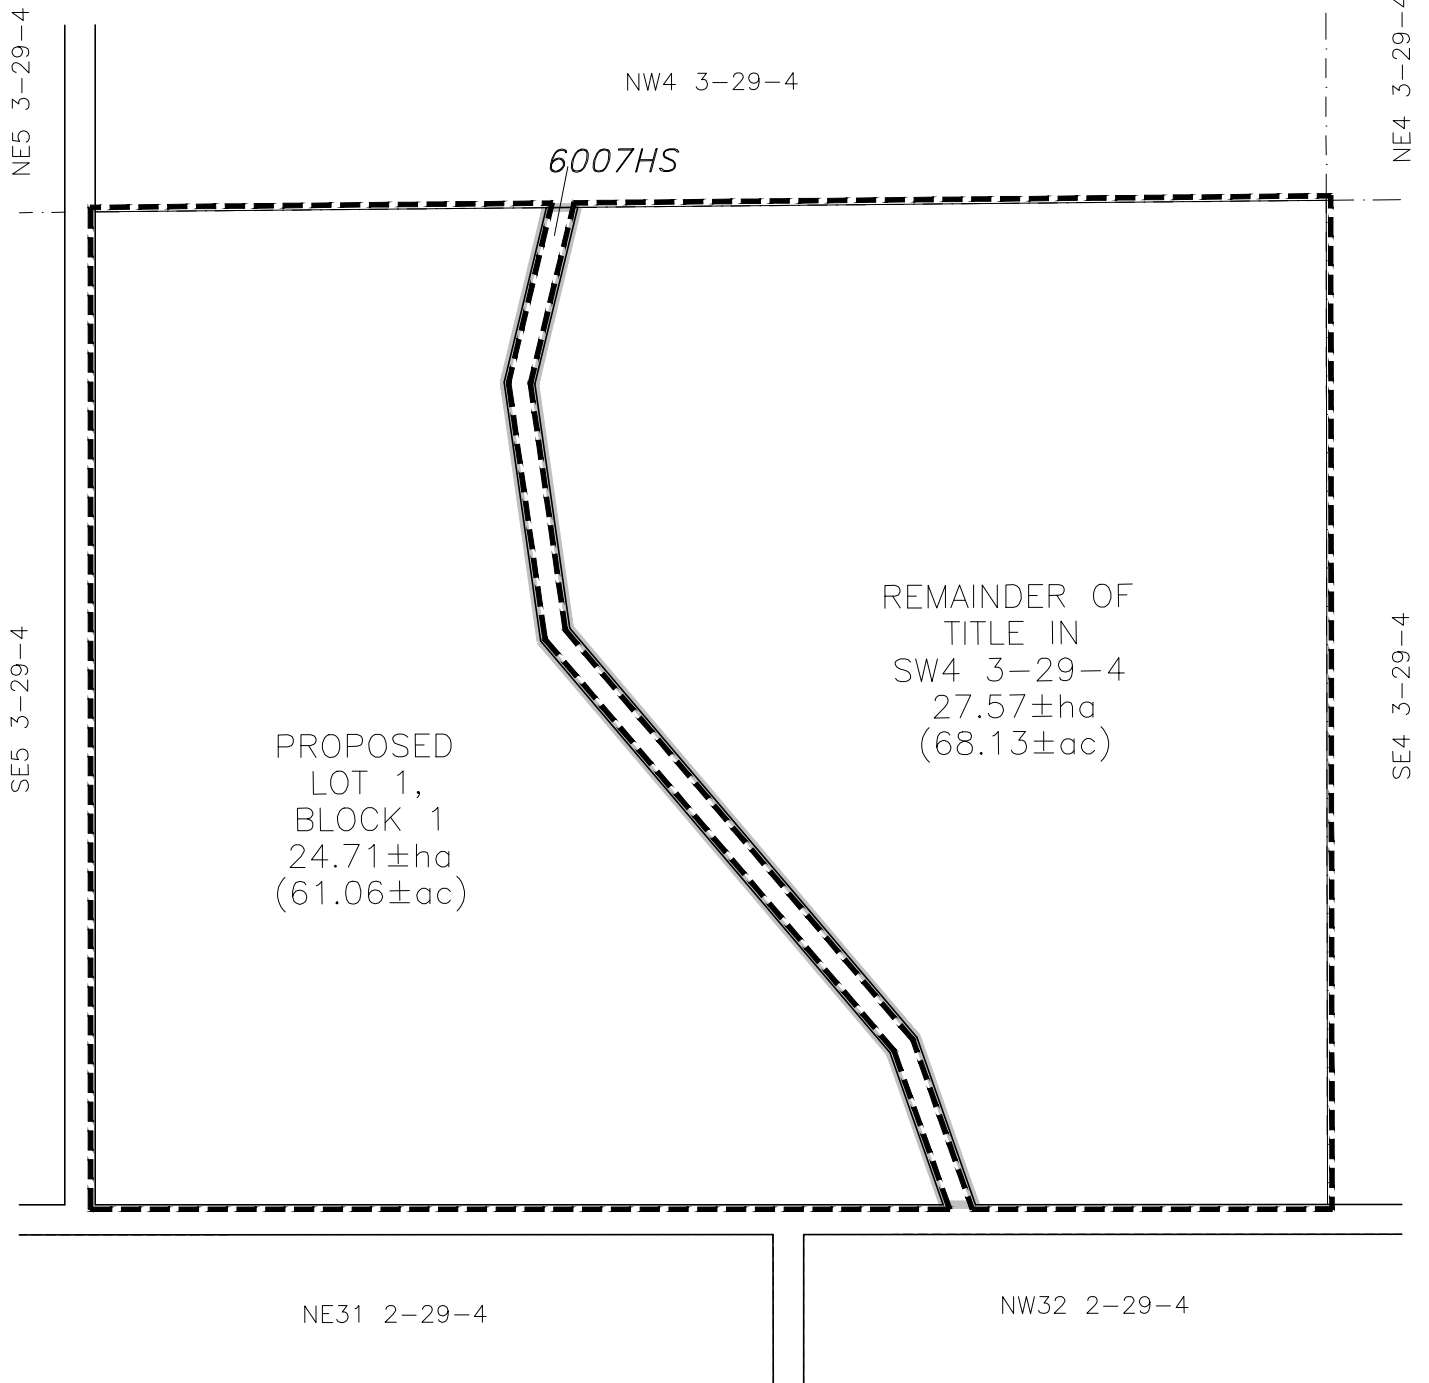 NE5 3-29-4
NW4 3-29-4
NE4 3-29-4
6007HS
SE5 3-29-4
PROPOSED
LOT 1,
BLOCK 1
24.71±ha
(61.06±ac)
REMAINDER OF
TITLE IN
SW4 3-29-4
27.57±ha
(68.13±ac)
SE4 3-29-4
NE31 2-29-4
NW32 2-29-4